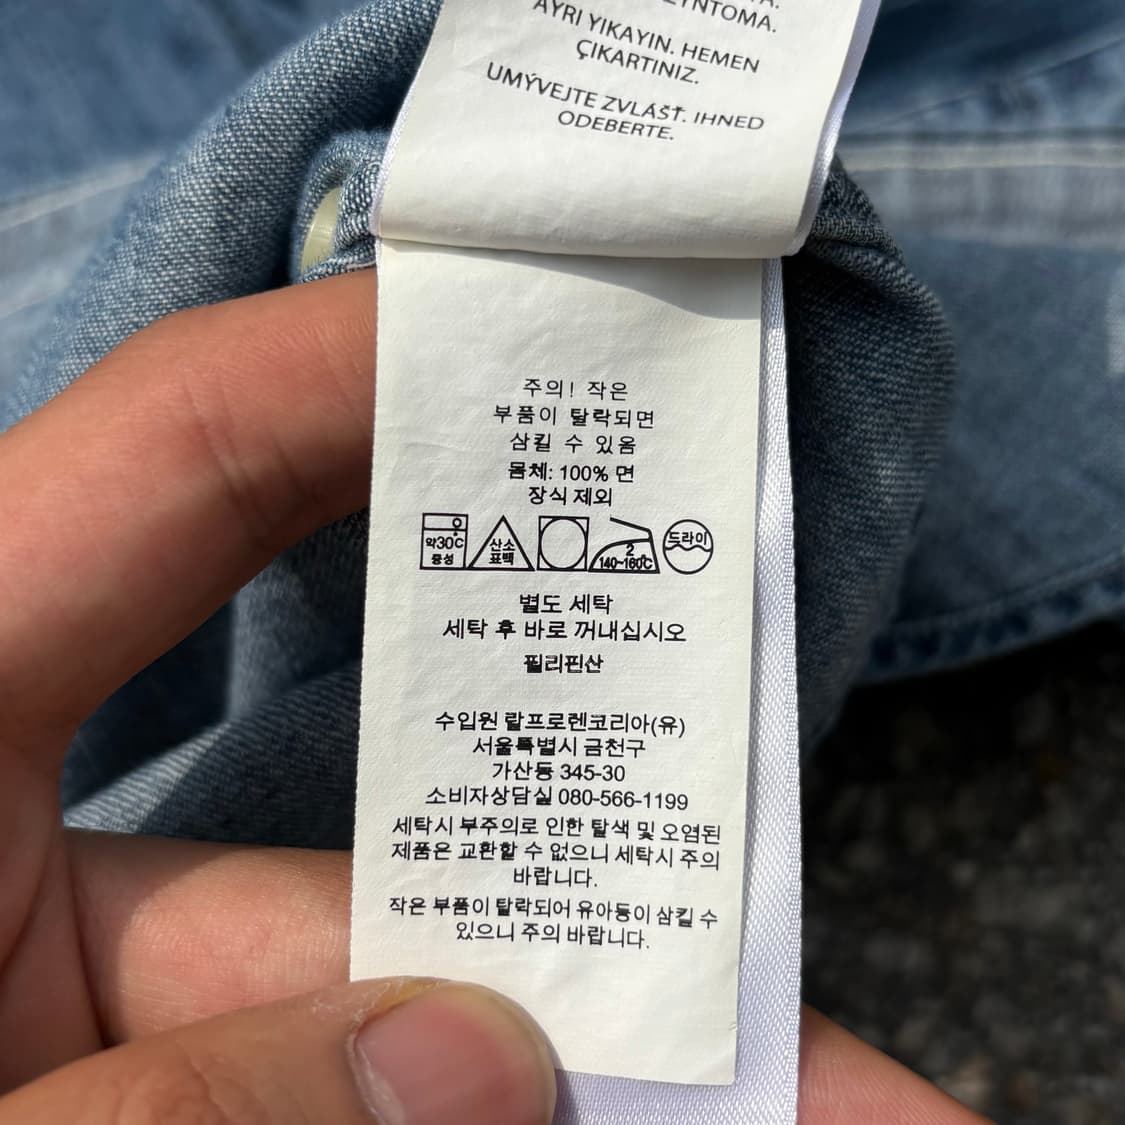 ZYNTOMA.
AYRI YIKAYIN. HEMEN
ÇIKARTINIZ.
UMÝVEJTE ZVLÁŠŤ. IHNED
ODEBERTE.
주의! 작은
부품이 탈락되면
삼킬 수 있음
몸체: 100% 면
장식 제외
약30℃
중성
산소
표백
2
140~160℃
드라이
별도 세탁
세탁 후 바로 꺼내십시오
필리핀산
수입원 랄프로렌코리아(유)
서울특별시 금천구
가산동 345-30
소비자상담실 080-566-1199
세탁시 부주의로 인한 탈색 및 오염된
제품은 교환할 수 없으니 세탁시 주의
바랍니다.
작은 부품이 탈락되어 유아등이 삼킬 수
있으니 주의 바랍니다.